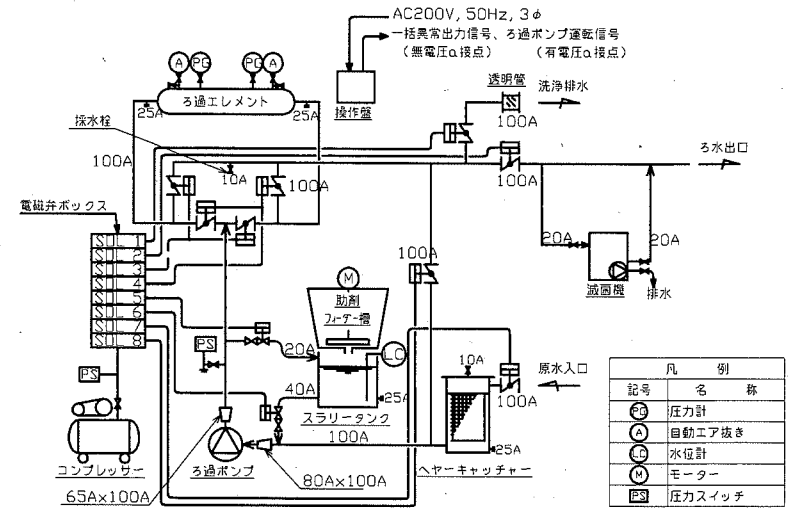 AC200V, 50Hz, 3φ
一括異常出力信号、ろ過ポンプ運転信号
（無電圧a接点）　（有電圧a接点）
A PG PG A
ろ過エレメント
25A
25A
操作盤
透明管
洗浄排水
100A
採水栓
100A
10A
100A
100A
ろ水出口
電磁弁ボックス
SOL 1
SOL 2
SOL 3
SOL 4
SOL 5
SOL 6
SOL 7
SOL 8
100A
20A
20A
滅菌機
排水
M
助剤
フィーダー槽
PS
20A
LC
40A
25A
スラリータンク
10A
原水入口
100A
PS
100A
25A
コンプレッサー
ろ過ポンプ
ヘヤーキャッチャー
65A×100A
80A×100A
凡　例
記号　名　称
PG 圧力計
A 自動エア抜き
LC 水位計
M モーター
PS 圧力スイッチ